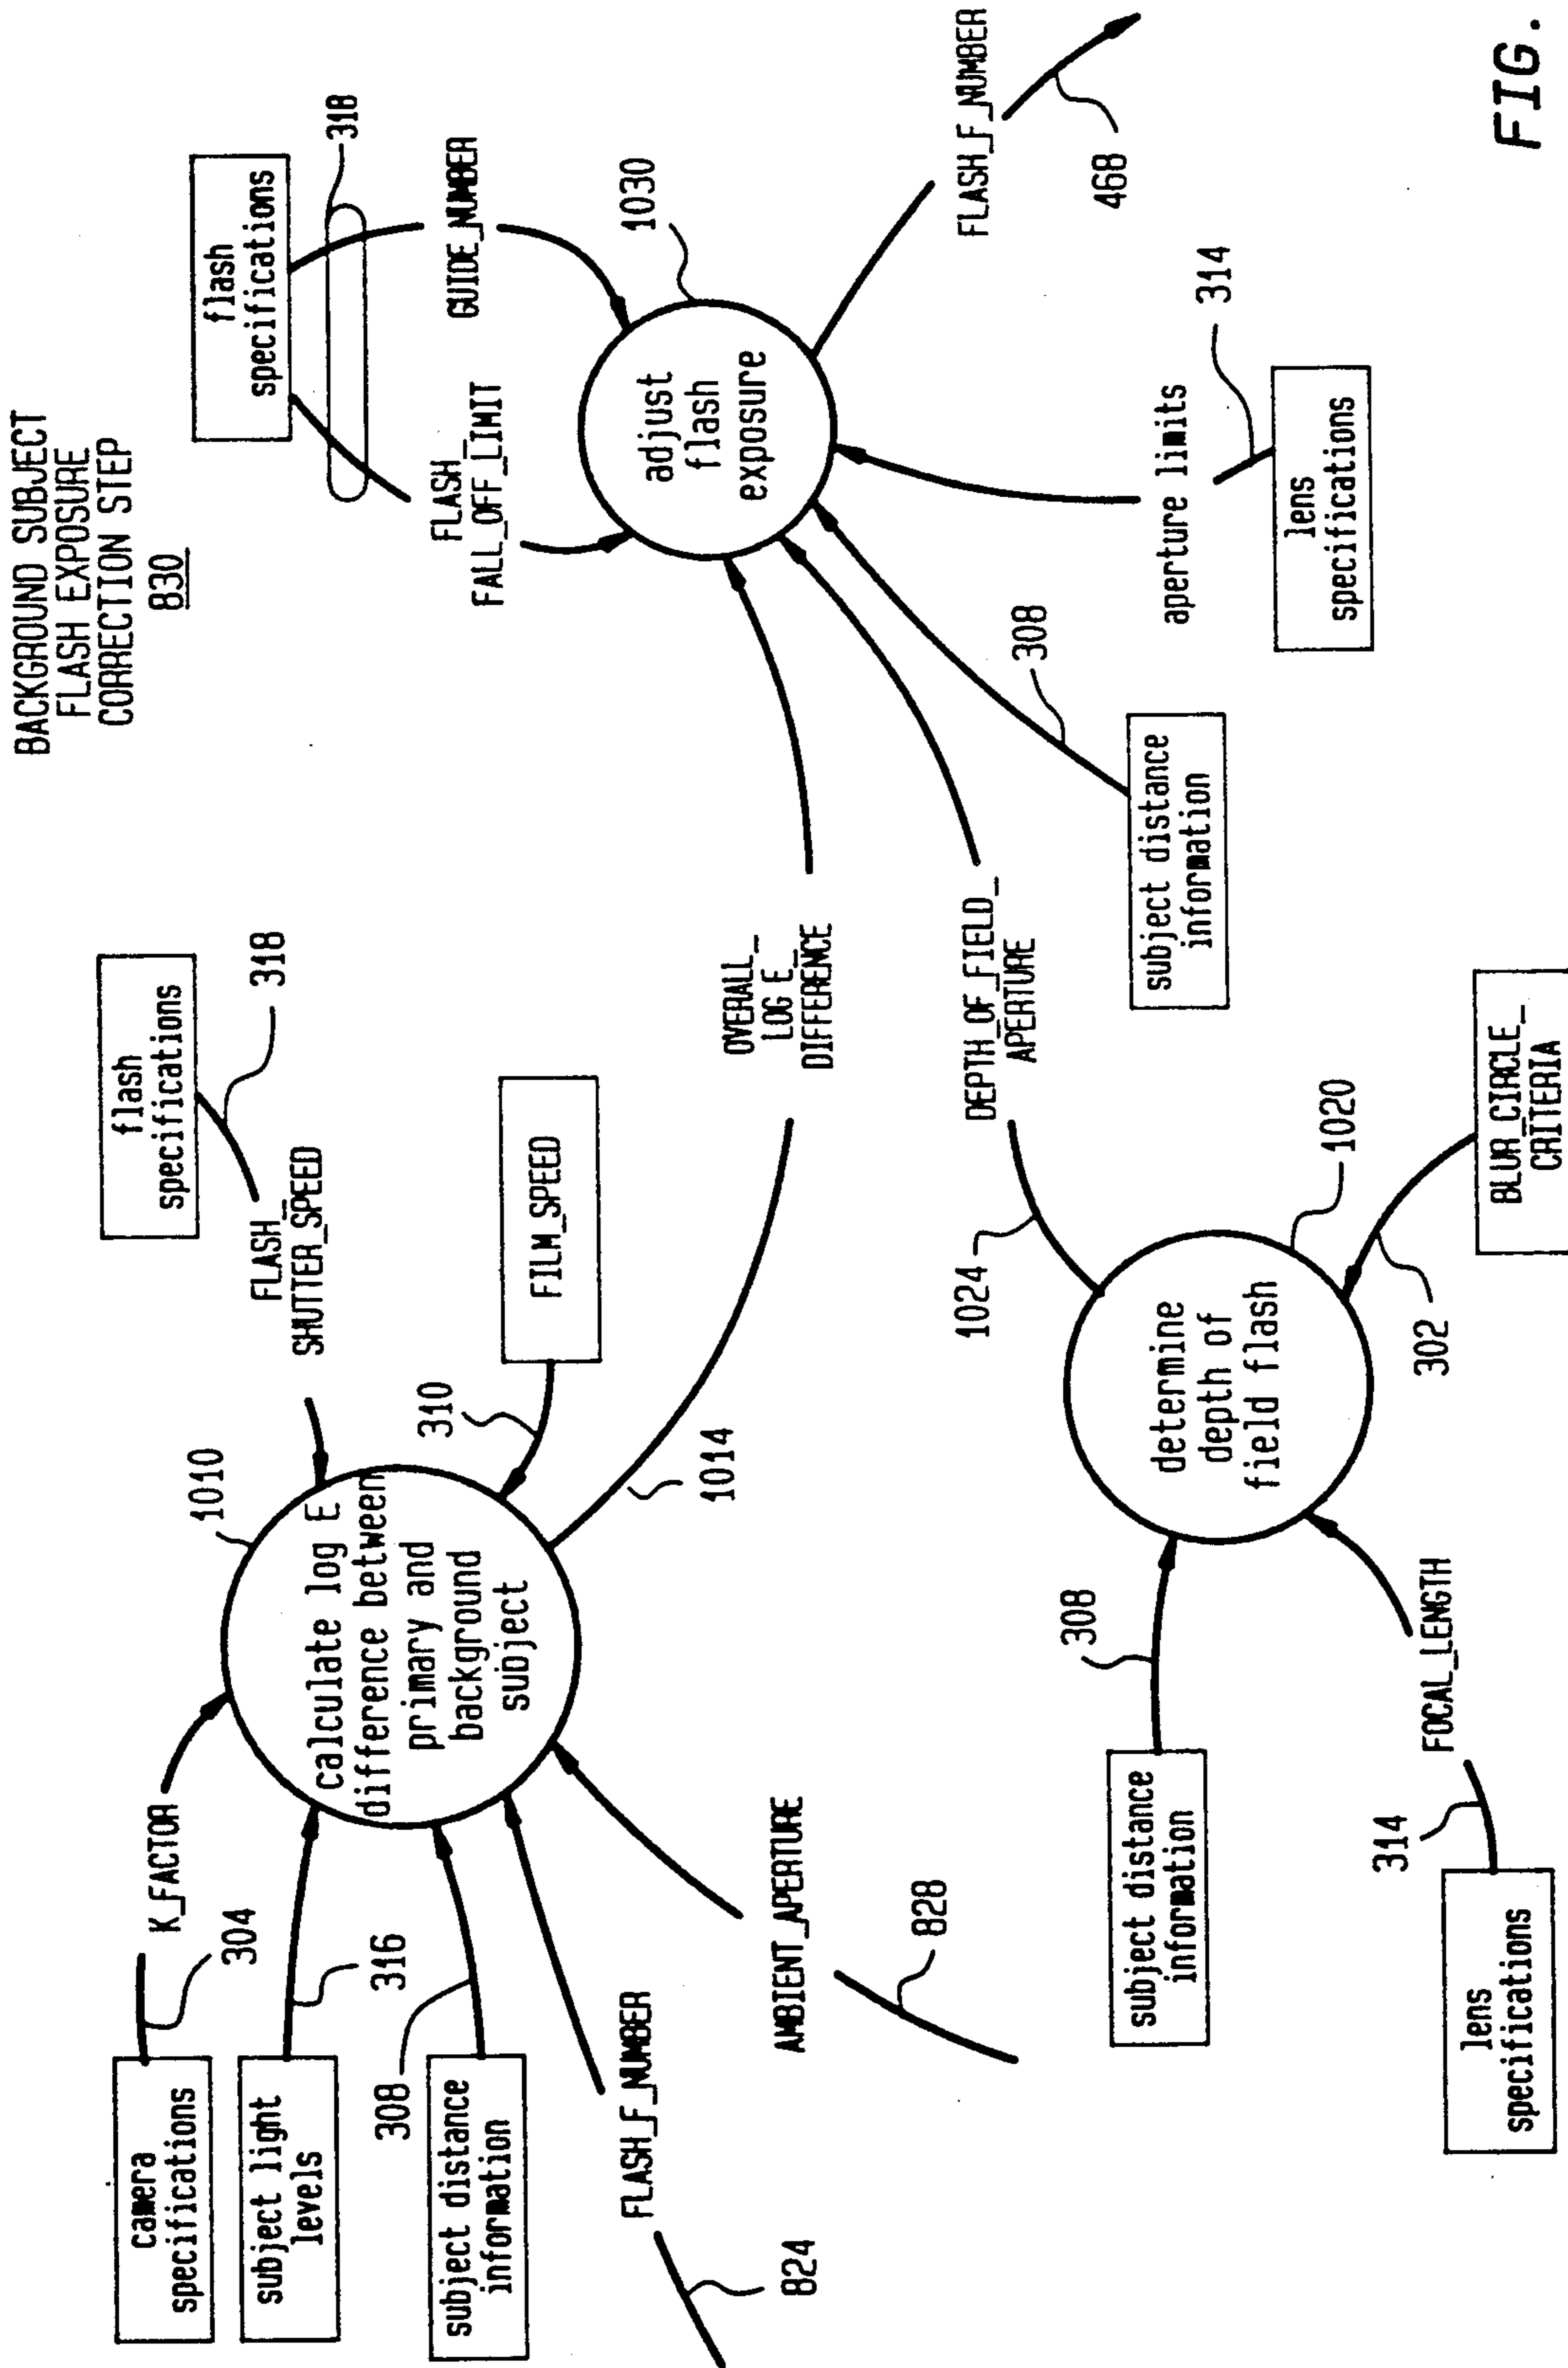 BACKGROUND SUBJECT
FLASH EXPOSURE
CORRECTION STEP
830
camera
specifications
304
K_FACTOR
subject light
levels
316
subject distance
information
308
FLASH_F_NUMBER
824
AMBIENT_APERTURE
828
1010
calculate log E
difference between
primary and
background
subject
flash
specifications
318
FLASH_
SHUTTER_SPEED
FILM_SPEED
310
1014
OVERALL_
LOG E_
DIFFERENCE
flash
specifications
318
FLASH_
FALL_OFF_LIMIT
GUIDE_NUMBER
1030
adjust
flash
exposure
FLASH_F_NUMBER
468
subject distance
information
308
aperture limits
314
lens
specifications
subject distance
information
308
lens
specifications
314
FOCAL_LENGTH
determine
depth of
field flash
1020
302
BLUR_CIRCLE_
CRITERIA
1024
DEPTH_OF_FIELD_
APERTURE
FIG.